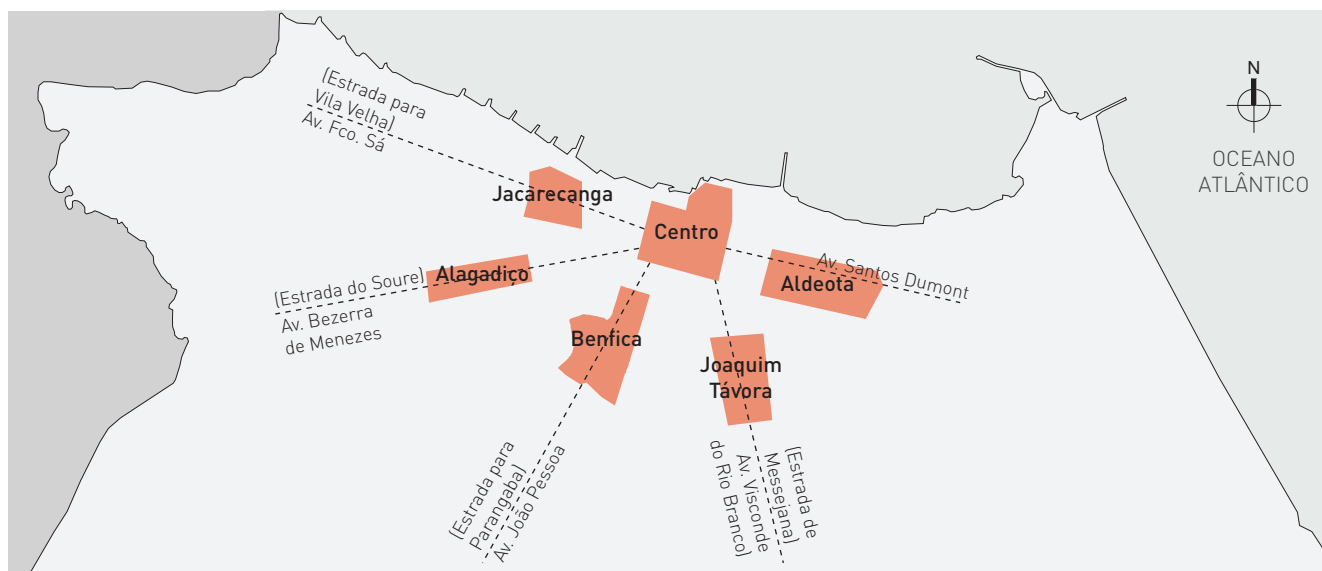 (Estrada para
Vila Velha)
Av. Fco. Sá
N
OCEANO
ATLÂNTICO
Jacarecanga
Centro
Alagadiço
(Estrada do Soure)
Av. Bezerra
de Menezes
Av. Santos Dumont
Aldeota
Benfica
Joaquim
Távora
(Estrada para
Parangaba)
Av. João Pessoa
(Estrada de
Messejana)
Av. Visconde
do Rio Branco)